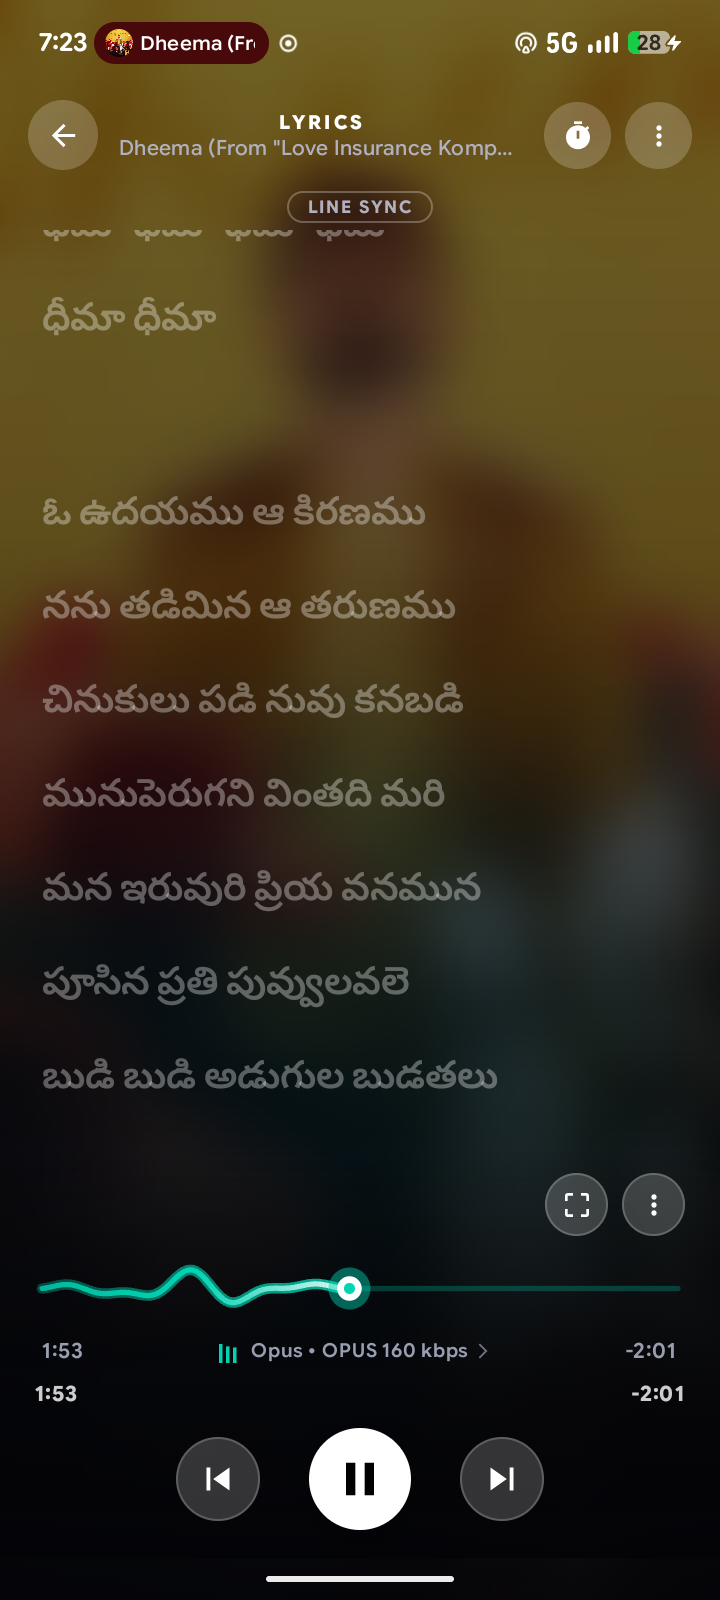 7:23 Dheema (Fr 5G 28
LYRICS
Dheema (From "Love Insurance Komp...
LINE SYNC
ధీమా ధీమా
ఓ ఉదయము ఆ కిరణము
నను తడిమిన ఆ తరుణము
చినుకులు పడి నువు కనబడి
మునుపెరుగని వింతది మరి
మన ఇరువురి ప్రియ వనమున
పూసిన ప్రతి పువ్వులవలె
బుడి బుడి అడుగుల బుడతలు
1:53 Opus • OPUS 160 kbps -2:01
1:53 -2:01